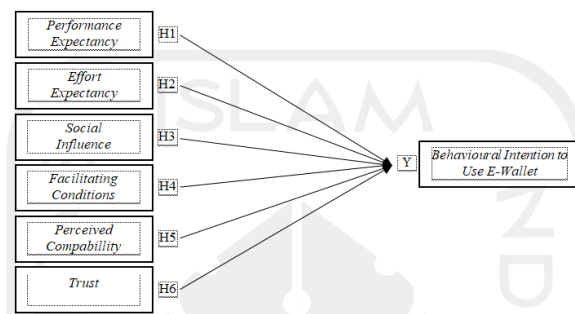 Performance
Expectancy
H1
Effort
Expectancy
H2
Social
Influence
H3
Facilitating
Conditions
H4
Perceived
Compabillity
H5
Trust
H6
Y
Behavioural Intention to
Use E-Wallet
ISLAM